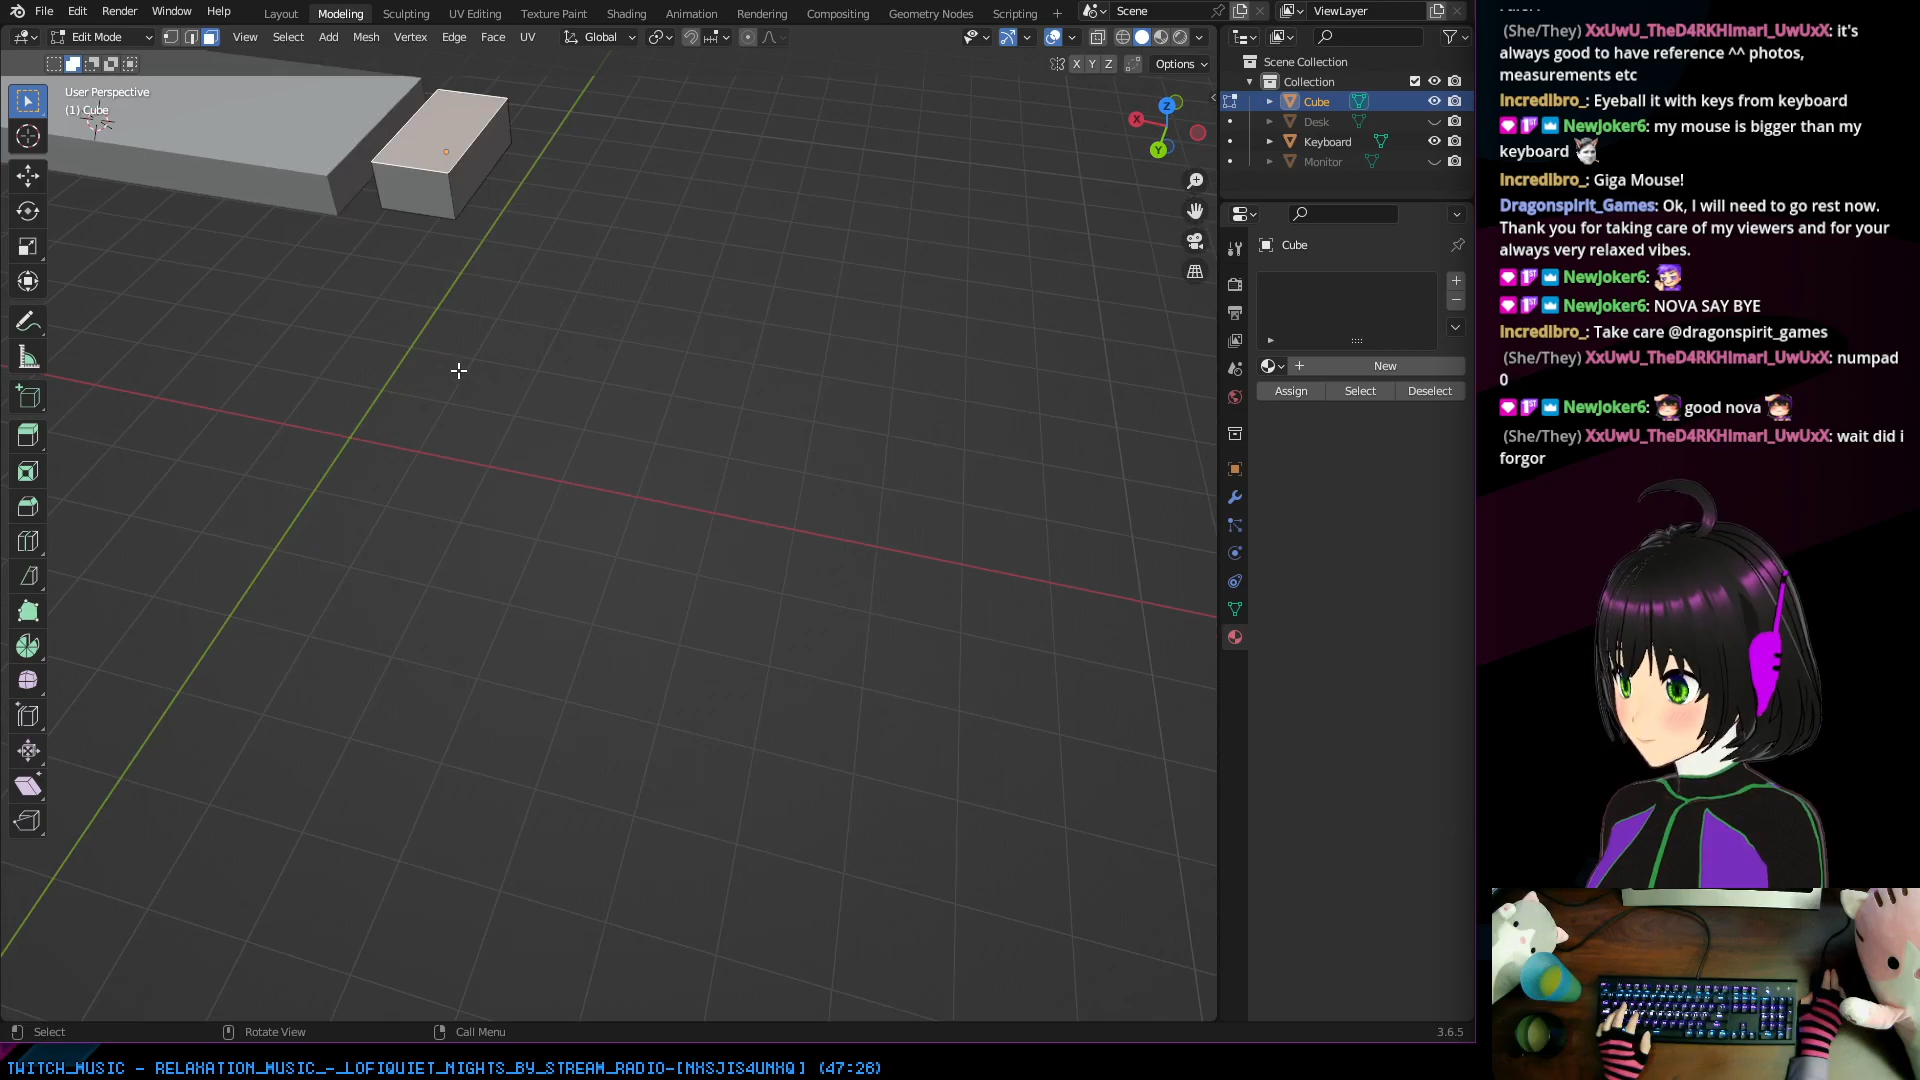 File Edit Render Window Help
Layout Modeling Sculpting UV Editing Texture Paint Shading Animation Rendering Compositing Geometry Nodes Scripting +
Scene
ViewLayer
Edit Mode View Select Add Mesh Vertex Edge Face UV
Global
X Y Z
Options
User Perspective
(1) Cube
X
Y
Z
Scene Collection
Collection
Cube
Desk
Keyboard
Monitor
Cube
New
Assign Select Deselect
Select
Rotate View
Call Menu
3.6.5
TWITCH_MUSIC - RELAXATION_MUSIC_-_LOFIQUIET_NIGHTS_BY_STREAM_RADIO-[NXSJIS4UNXQ] (47:26)
(She/They) XxUwU_TheD4RKHImarI_UwUxX: it's
always good to have reference ^^ photos,
measurements etc
IncredIbro_: Eyeball it with keys from keyboard
NewJoker6: my mouse is bigger than my
keyboard
IncredIbro_: Giga Mouse!
Dragonspirit_Games: Ok, I will need to go rest now.
Thank you for taking care of my viewers and for your
always very relaxed vibes.
NewJoker6:
NewJoker6: NOVA SAY BYE
IncredIbro_: Take care @dragonspirit_games
(She/They) XxUwU_TheD4RKHImarI_UwUxX: numpad
0
NewJoker6: good nova
(She/They) XxUwU_TheD4RKHImarI_UwUxX: wait did i
forgor